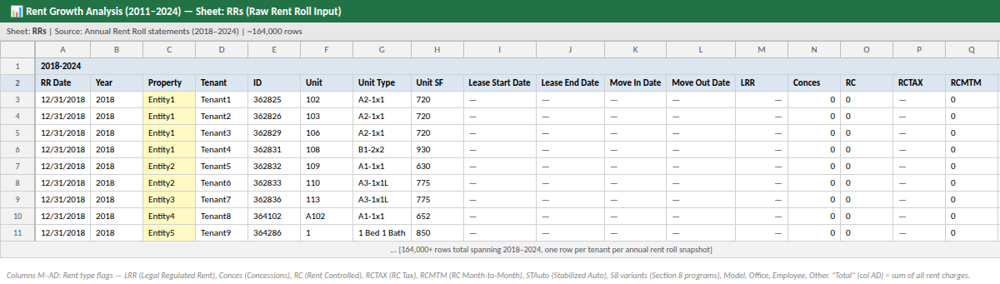 📊 Rent Growth Analysis (2011–2024) — Sheet: RRs (Raw Rent Roll Input)
Sheet: RRs | Source: Annual Rent Roll statements (2018–2024) | ~164,000 rows
A B C D E F G H I J K L M N O P Q
1 2018-2024
2 RR Date Year Property Tenant ID Unit Unit Type Unit SF Lease Start Date Lease End Date Move In Date Move Out Date LRR Conces RC RCTAX RCMTM
3 12/31/2018 2018 Entity1 Tenant1 362825 102 A2-1x1 720 — — — — — 0 0 — 0
4 12/31/2018 2018 Entity1 Tenant2 362826 103 A2-1x1 720 — — — — — 0 0 — 0
5 12/31/2018 2018 Entity1 Tenant3 362829 106 A2-1x1 720 — — — — — 0 0 — 0
6 12/31/2018 2018 Entity1 Tenant4 362831 108 B1-2x2 930 — — — — — 0 0 — 0
7 12/31/2018 2018 Entity2 Tenant5 362832 109 A1-1x1 630 — — — — — 0 0 — 0
8 12/31/2018 2018 Entity2 Tenant6 362833 110 A3-1x1L 775 — — — — — 0 0 — 0
9 12/31/2018 2018 Entity3 Tenant7 362836 113 A3-1x1L 775 — — — — — 0 0 — 0
10 12/31/2018 2018 Entity4 Tenant8 364102 A102 A1-1x1 652 — — — — — 0 0 — 0
11 12/31/2018 2018 Entity5 Tenant9 364286 1 1 Bed 1 Bath 850 — — — — — 0 0 — 0
... [164,000+ rows total spanning 2018–2024, one row per tenant per annual rent roll snapshot]
Columns M–AD: Rent type flags — LRR (Legal Regulated Rent), Conces (Concessions), RC (Rent Controlled), RCTAX (RC Tax), RCMTM (RC Month-to-Month), STAuto (Stabilized Auto), S8 variants (Section 8 programs), Model, Office, Employee, Other. "Total" (col AD) = sum of all rent charges.